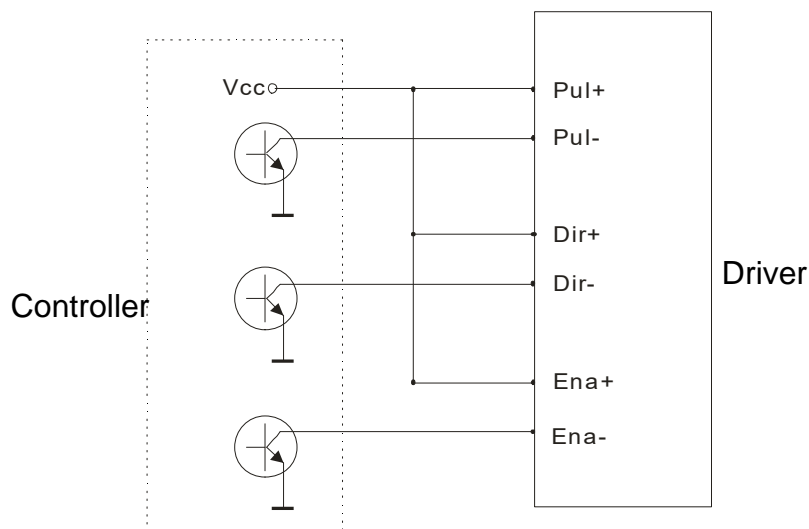 Vcc
Pul+
Pul-
Dir+
Dir-
Driver
Controller
Ena+
Ena-